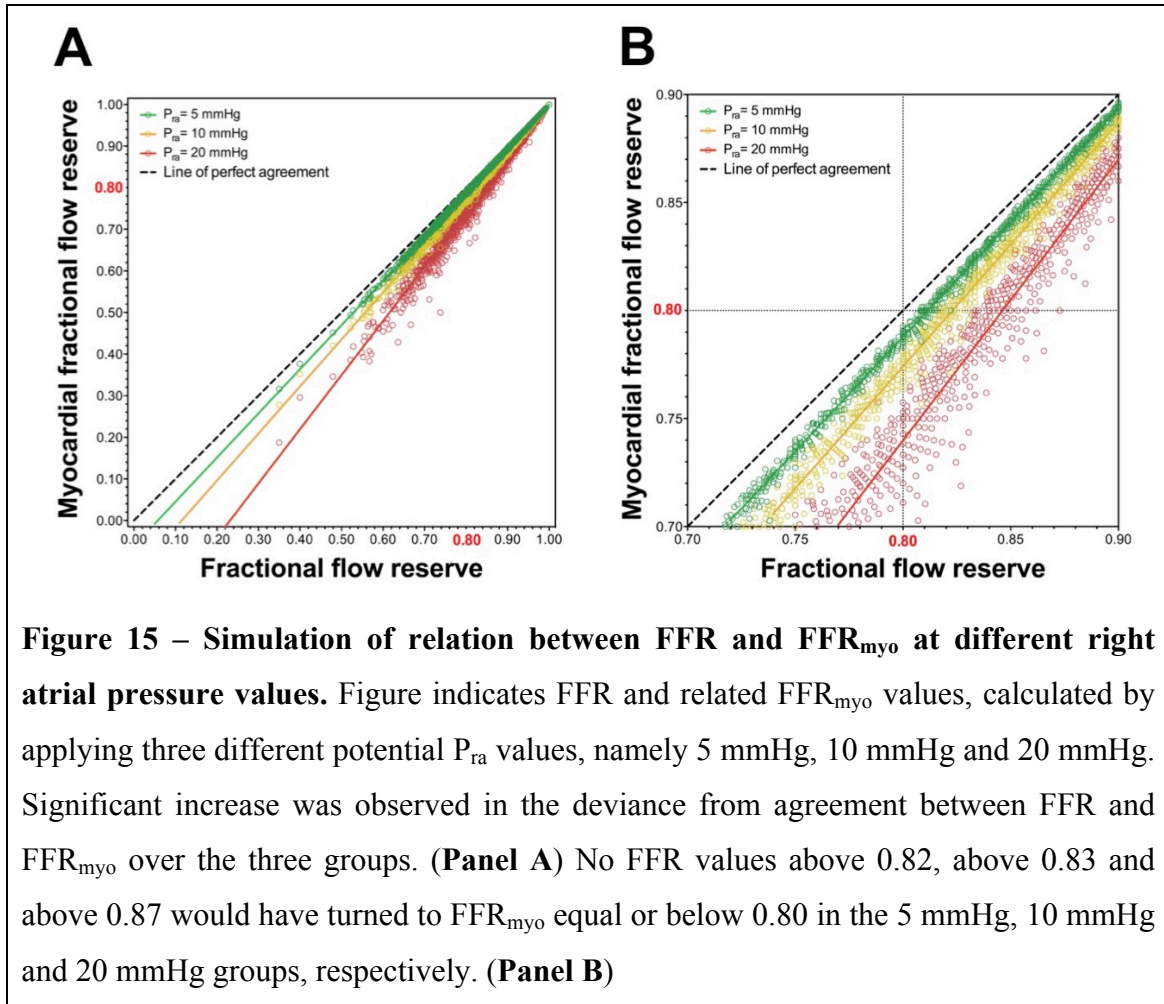 A
Myocardial fractional flow reserve
1.00
0.90
0.80
0.70
0.60
0.50
0.40
0.30
0.20
0.10
0.00
Pra= 5 mmHg
Pra= 10 mmHg
Pra= 20 mmHg
Line of perfect agreement
0.00 0.10 0.20 0.30 0.40 0.50 0.60 0.70 0.80 0.90 1.00
Fractional flow reserve
B
Myocardial fractional flow reserve
0.90
0.85
0.80
0.75
0.70
Pra= 5 mmHg
Pra= 10 mmHg
Pra= 20 mmHg
Line of perfect agreement
0.70 0.75 0.80 0.85 0.90
Fractional flow reserve
Figure 15 – Simulation of relation between FFR and FFRmyo at different right
atrial pressure values. Figure indicates FFR and related FFRmyo values, calculated by
applying three different potential Pra values, namely 5 mmHg, 10 mmHg and 20 mmHg.
Significant increase was observed in the deviance from agreement between FFR and
FFRmyo over the three groups. (Panel A) No FFR values above 0.82, above 0.83 and
above 0.87 would have turned to FFRmyo equal or below 0.80 in the 5 mmHg, 10 mmHg
and 20 mmHg groups, respectively. (Panel B)